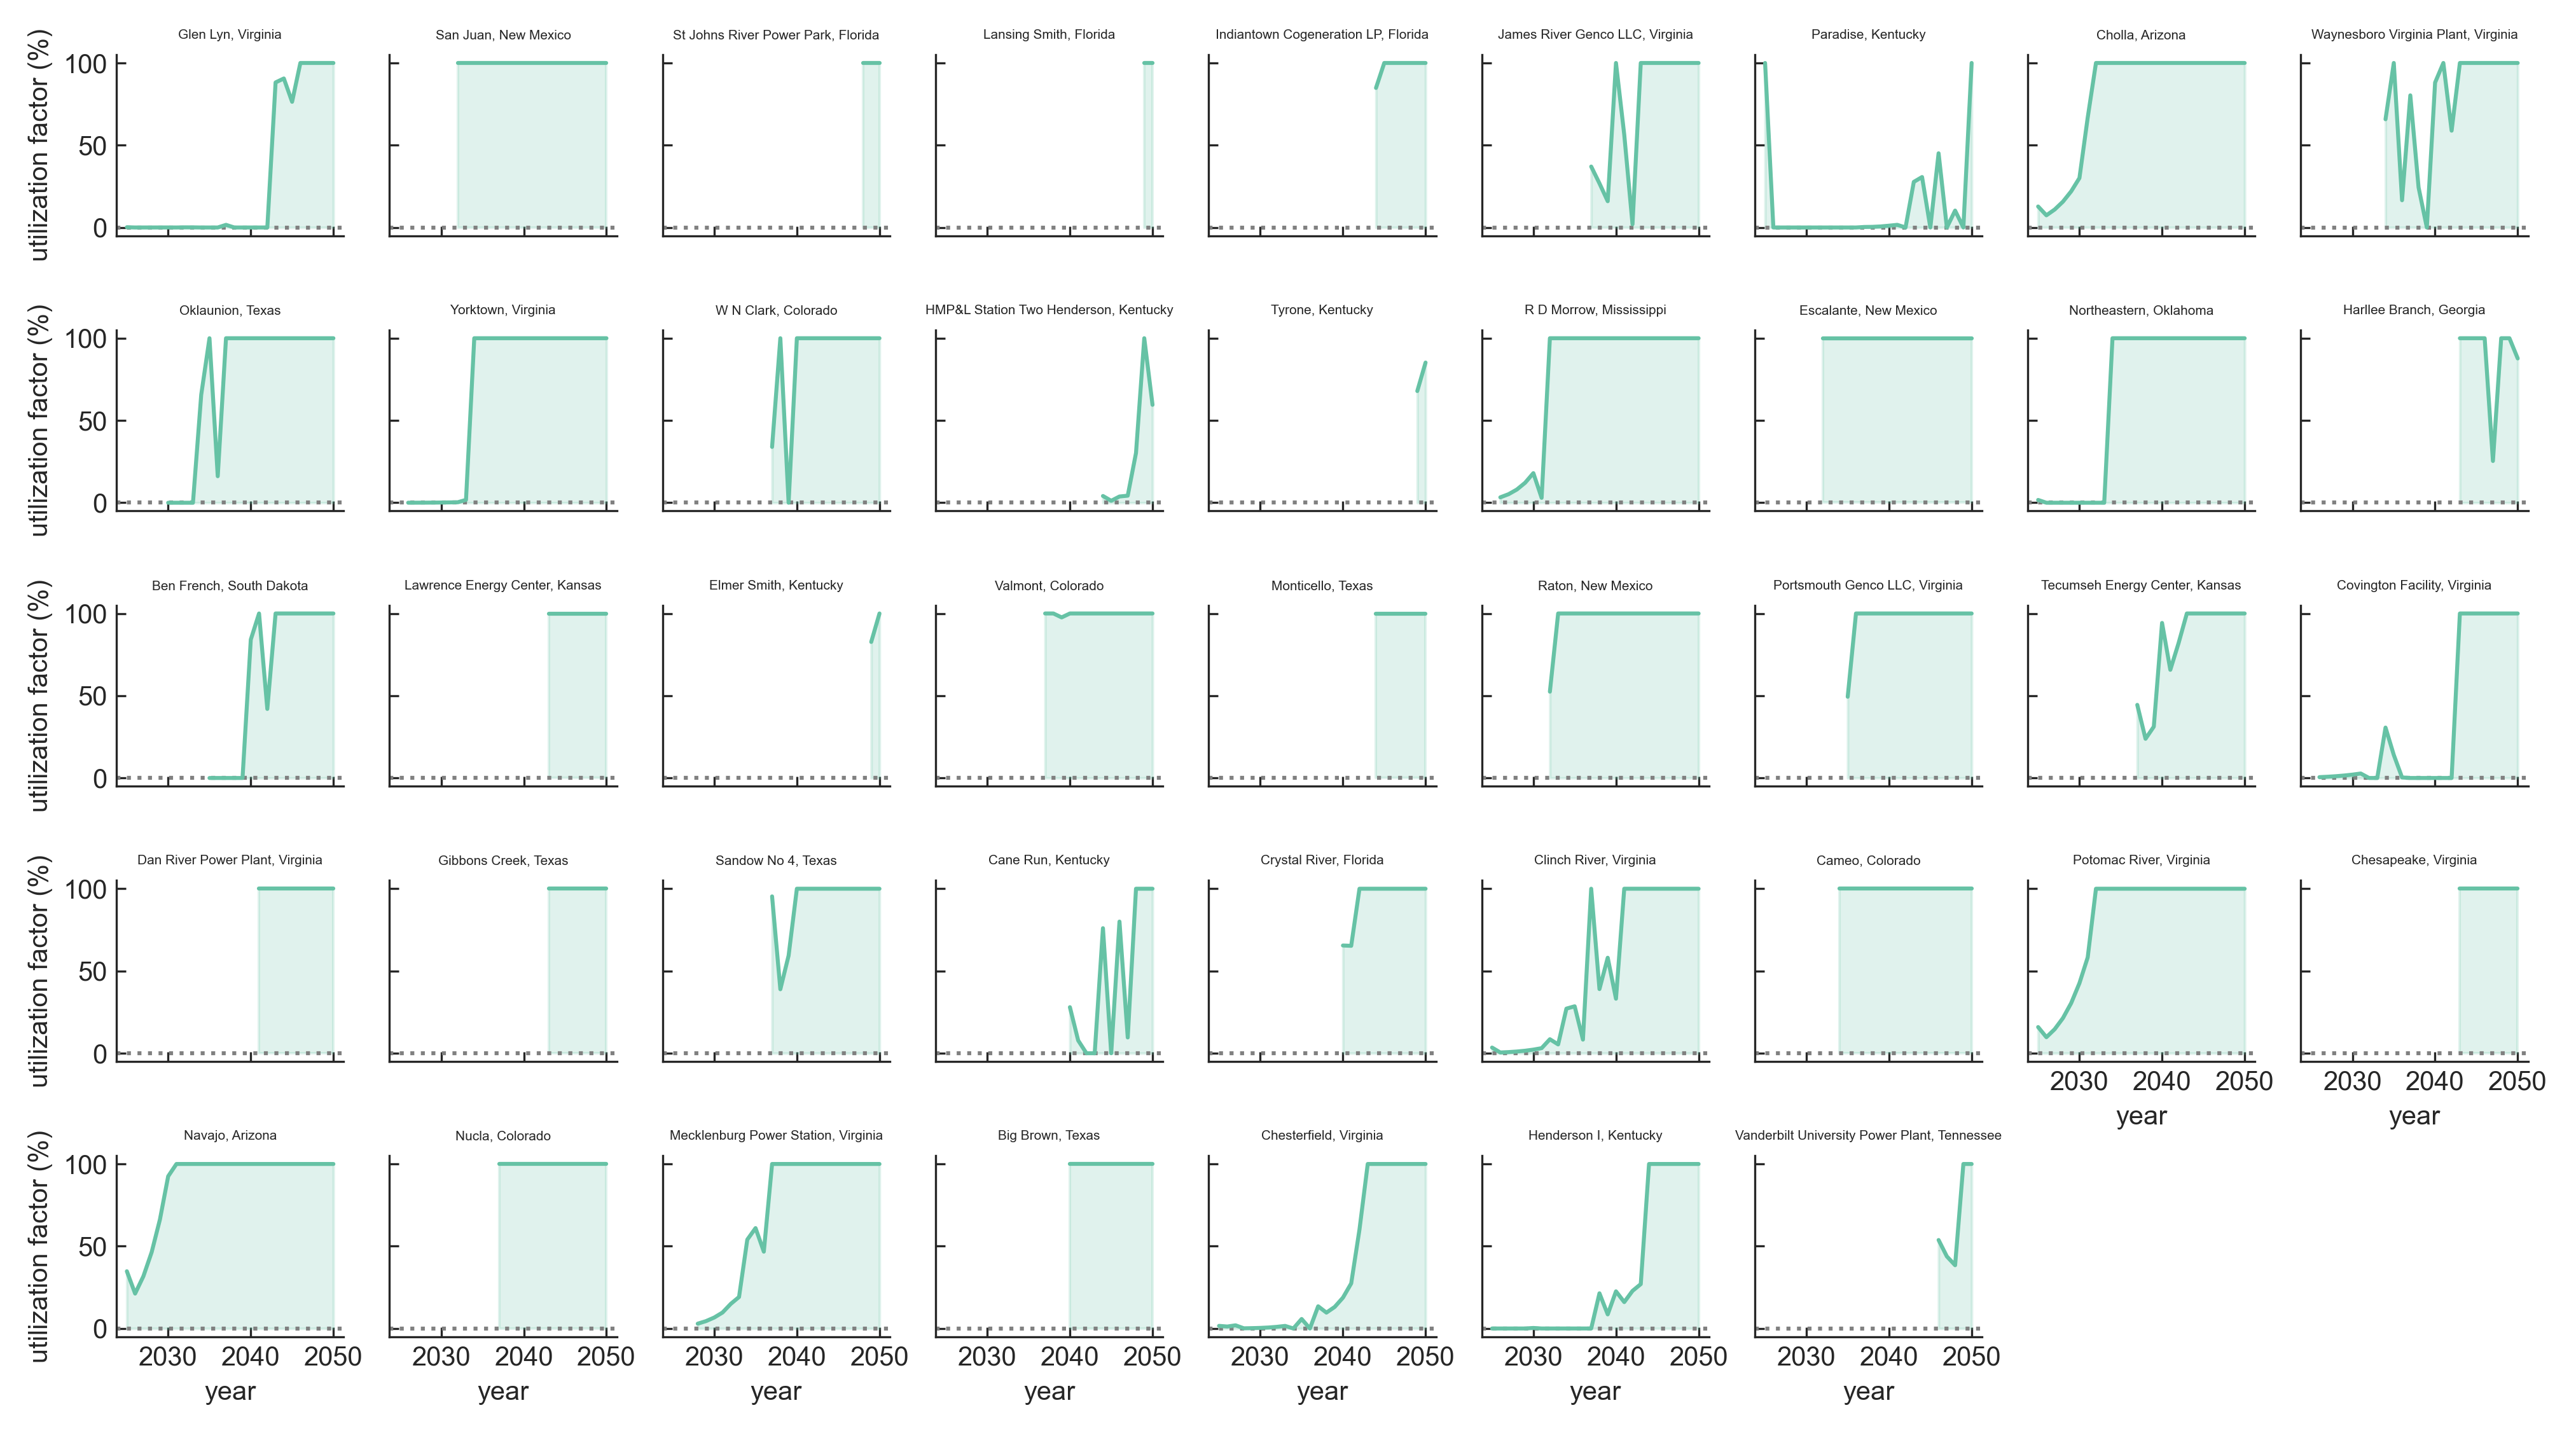 Glen Lyn, Virginia
San Juan, New Mexico
St Johns River Power Park, Florida
Lansing Smith, Florida
Indiantown Cogeneration LP, Florida
James River Genco LLC, Virginia
Paradise, Kentucky
Cholla, Arizona
Waynesboro Virginia Plant, Virginia
utilization factor (%)
100
50
0
Oklaunion, Texas
Yorktown, Virginia
W N Clark, Colorado
HMP&L Station Two Henderson, Kentucky
Tyrone, Kentucky
R D Morrow, Mississippi
Escalante, New Mexico
Northeastern, Oklahoma
Harllee Branch, Georgia
utilization factor (%)
100
50
0
Ben French, South Dakota
Lawrence Energy Center, Kansas
Elmer Smith, Kentucky
Valmont, Colorado
Monticello, Texas
Raton, New Mexico
Portsmouth Genco LLC, Virginia
Tecumseh Energy Center, Kansas
Covington Facility, Virginia
utilization factor (%)
100
50
0
Dan River Power Plant, Virginia
Gibbons Creek, Texas
Sandow No 4, Texas
Cane Run, Kentucky
Crystal River, Florida
Clinch River, Virginia
Cameo, Colorado
Potomac River, Virginia
Chesapeake, Virginia
utilization factor (%)
100
50
0
2030 2040 2050
year
2030 2040 2050
year
Navajo, Arizona
Nucla, Colorado
Mecklenburg Power Station, Virginia
Big Brown, Texas
Chesterfield, Virginia
Henderson I, Kentucky
Vanderbilt University Power Plant, Tennessee
utilization factor (%)
100
50
0
2030 2040 2050
year
2030 2040 2050
year
2030 2040 2050
year
2030 2040 2050
year
2030 2040 2050
year
2030 2040 2050
year
2030 2040 2050
year